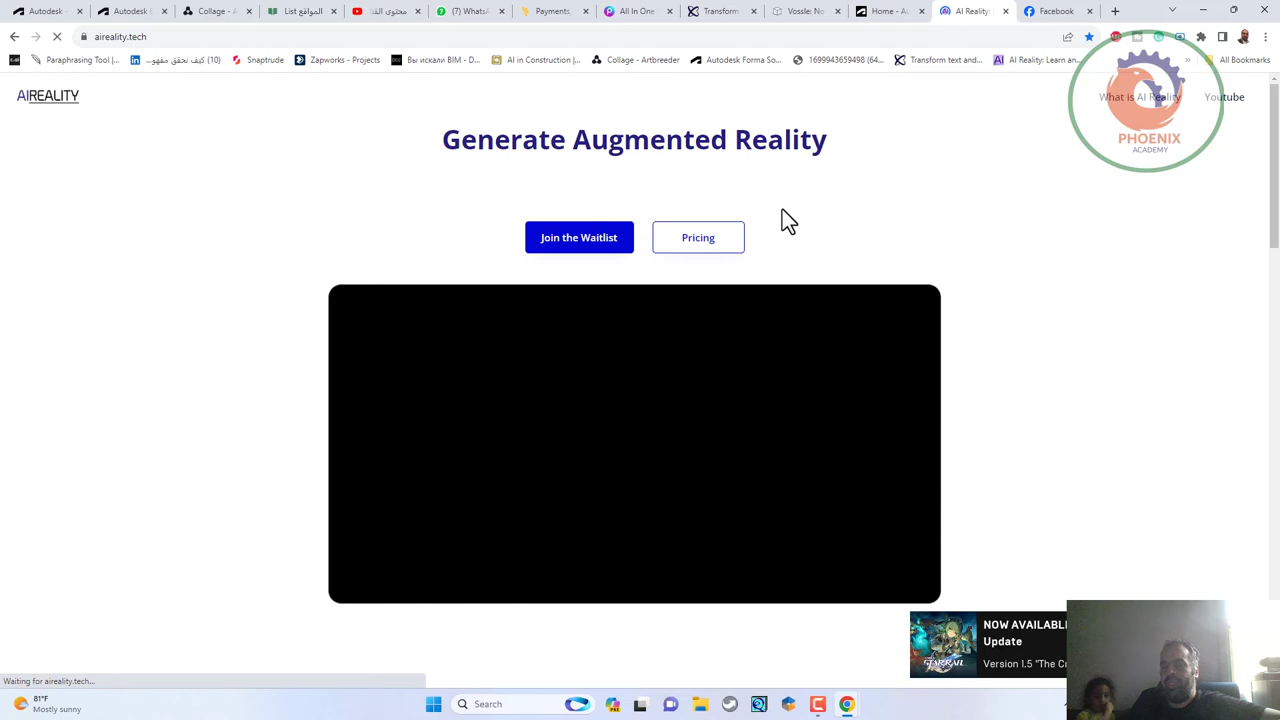 Autodesk I
Autodesk F
Collage - A
List المواقع
محتوى الفذ
(7) WhatsA
Payments,
All In One
Transform
Vossle: No
Home - Au
AI Reality:
Facebook
aireality.tech
Paraphrasing Tool |...
(10) كيف تحقق مفهو...
Snaptrude
Zapworks - Projects
Вы искали BIM - D...
AI in Construction |...
Collage - Artbreeder
Autodesk Forma So...
1699943659498 (64...
Transform text and...
AI Reality: Learn an...
»
All Bookmarks
AIREALITY
What is AI Reality
Youtube
PHOENIX
ACADEMY
Generate Augmented Reality
Join the Waitlist
Pricing
NOW AVAILABLE
Update
Version 1.5 "The Cr
STAR RAIL
Waiting for aireality.tech...
81°F
Mostly sunny
Search